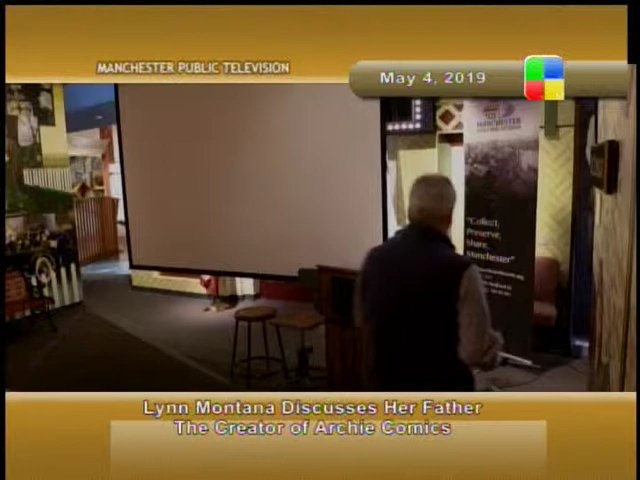 MANCHESTER PUBLIC TELEVISION
May 4, 2019
MANCHESTER
"Collect,
Preserve,
Share,
Manchester"
Lynn Montana Discusses Her Father
The Creator of Archie Comics